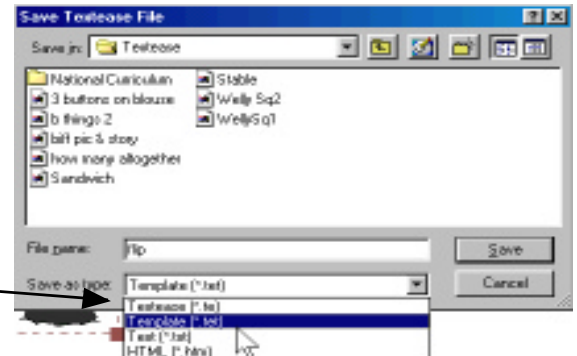 Save Textease File
Save in: Textease
National Curriculum
3 buttons on blouse
b things 2
biff pic & story
how many altogether
Sandwich
Stable
Welly Sq2
WellySq1
File name: flip
Save
Save as type: Template (*.tet)
Cancel
Textease (*.te)
Template (*.tet)
Text (*.txt)
HTML (*.htm)